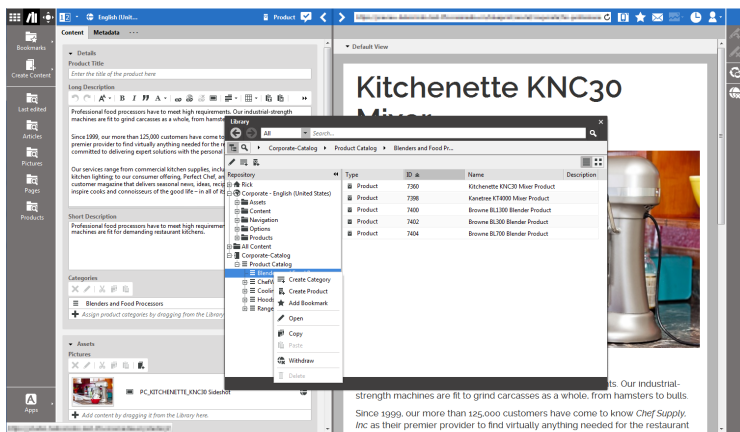 English (Unit...
Product
Bookmarks
Create Content
Last edited
Articles
Pictures
Pages
Products
Apps
Content Metadata ...
Details
Product Title
Enter the title of the product here
Long Description
Professional food processors have to meet high requirements. Our industrial-strength
machines are fit to grind carcasses as a whole, from hamste
Since 1999, our more than 125,000 customers have come to
premier provider to find virtually anything needed for the re
committed to delivering expert solutions with the personal
Our services range from commercial kitchen supplies, inclu
kitchen lighting to our consumer offering, Perfect Chef, an
customer magazine that delivers seasonal news, ideas, recip
inspire cooks and connoisseurs of the good life – in all of its
Short Description
Professional food processors have to meet high requirement
machines are fit for demanding restaurant kitchens.
Categories
Blenders and Food Processors
Assign product categories by dragging from the Library
Assets
Pictures
PC_KITCHENETTE_KNC30 Sideshot
Add content by dragging it from the Library here.
Default View
Kitchenette KNC30
Mixer
Library
All
Search...
Corporate-Catalog Product Catalog Blenders and Food Pr...
Repository
Rick
Corporate - English (United States)
Assets
Content
Navigation
Options
Products
All Content
Corporate-Catalog
Product Catalog
Blende
ChefW
Coolin
Hoods
Range
Create Category
Create Product
Add Bookmark
Open
Copy
Paste
Withdraw
Delete
Type ID Name Description
Product 7360 Kitchenette KNC30 Mixer Product
Product 7398 Kanetree KT4000 Mixer Product
Product 7400 Browne BL1300 Blender Product
Product 7402 Browne BL300 Blender Product
Product 7404 Browne BL700 Blender Product
ts. Our industrial-
strength machines are fit to grind carcasses as a whole, from hamsters to bulls.
Since 1999, our more than 125,000 customers have come to know Chef Supply,
Inc as their premier provider to find virtually anything needed for the restaurant